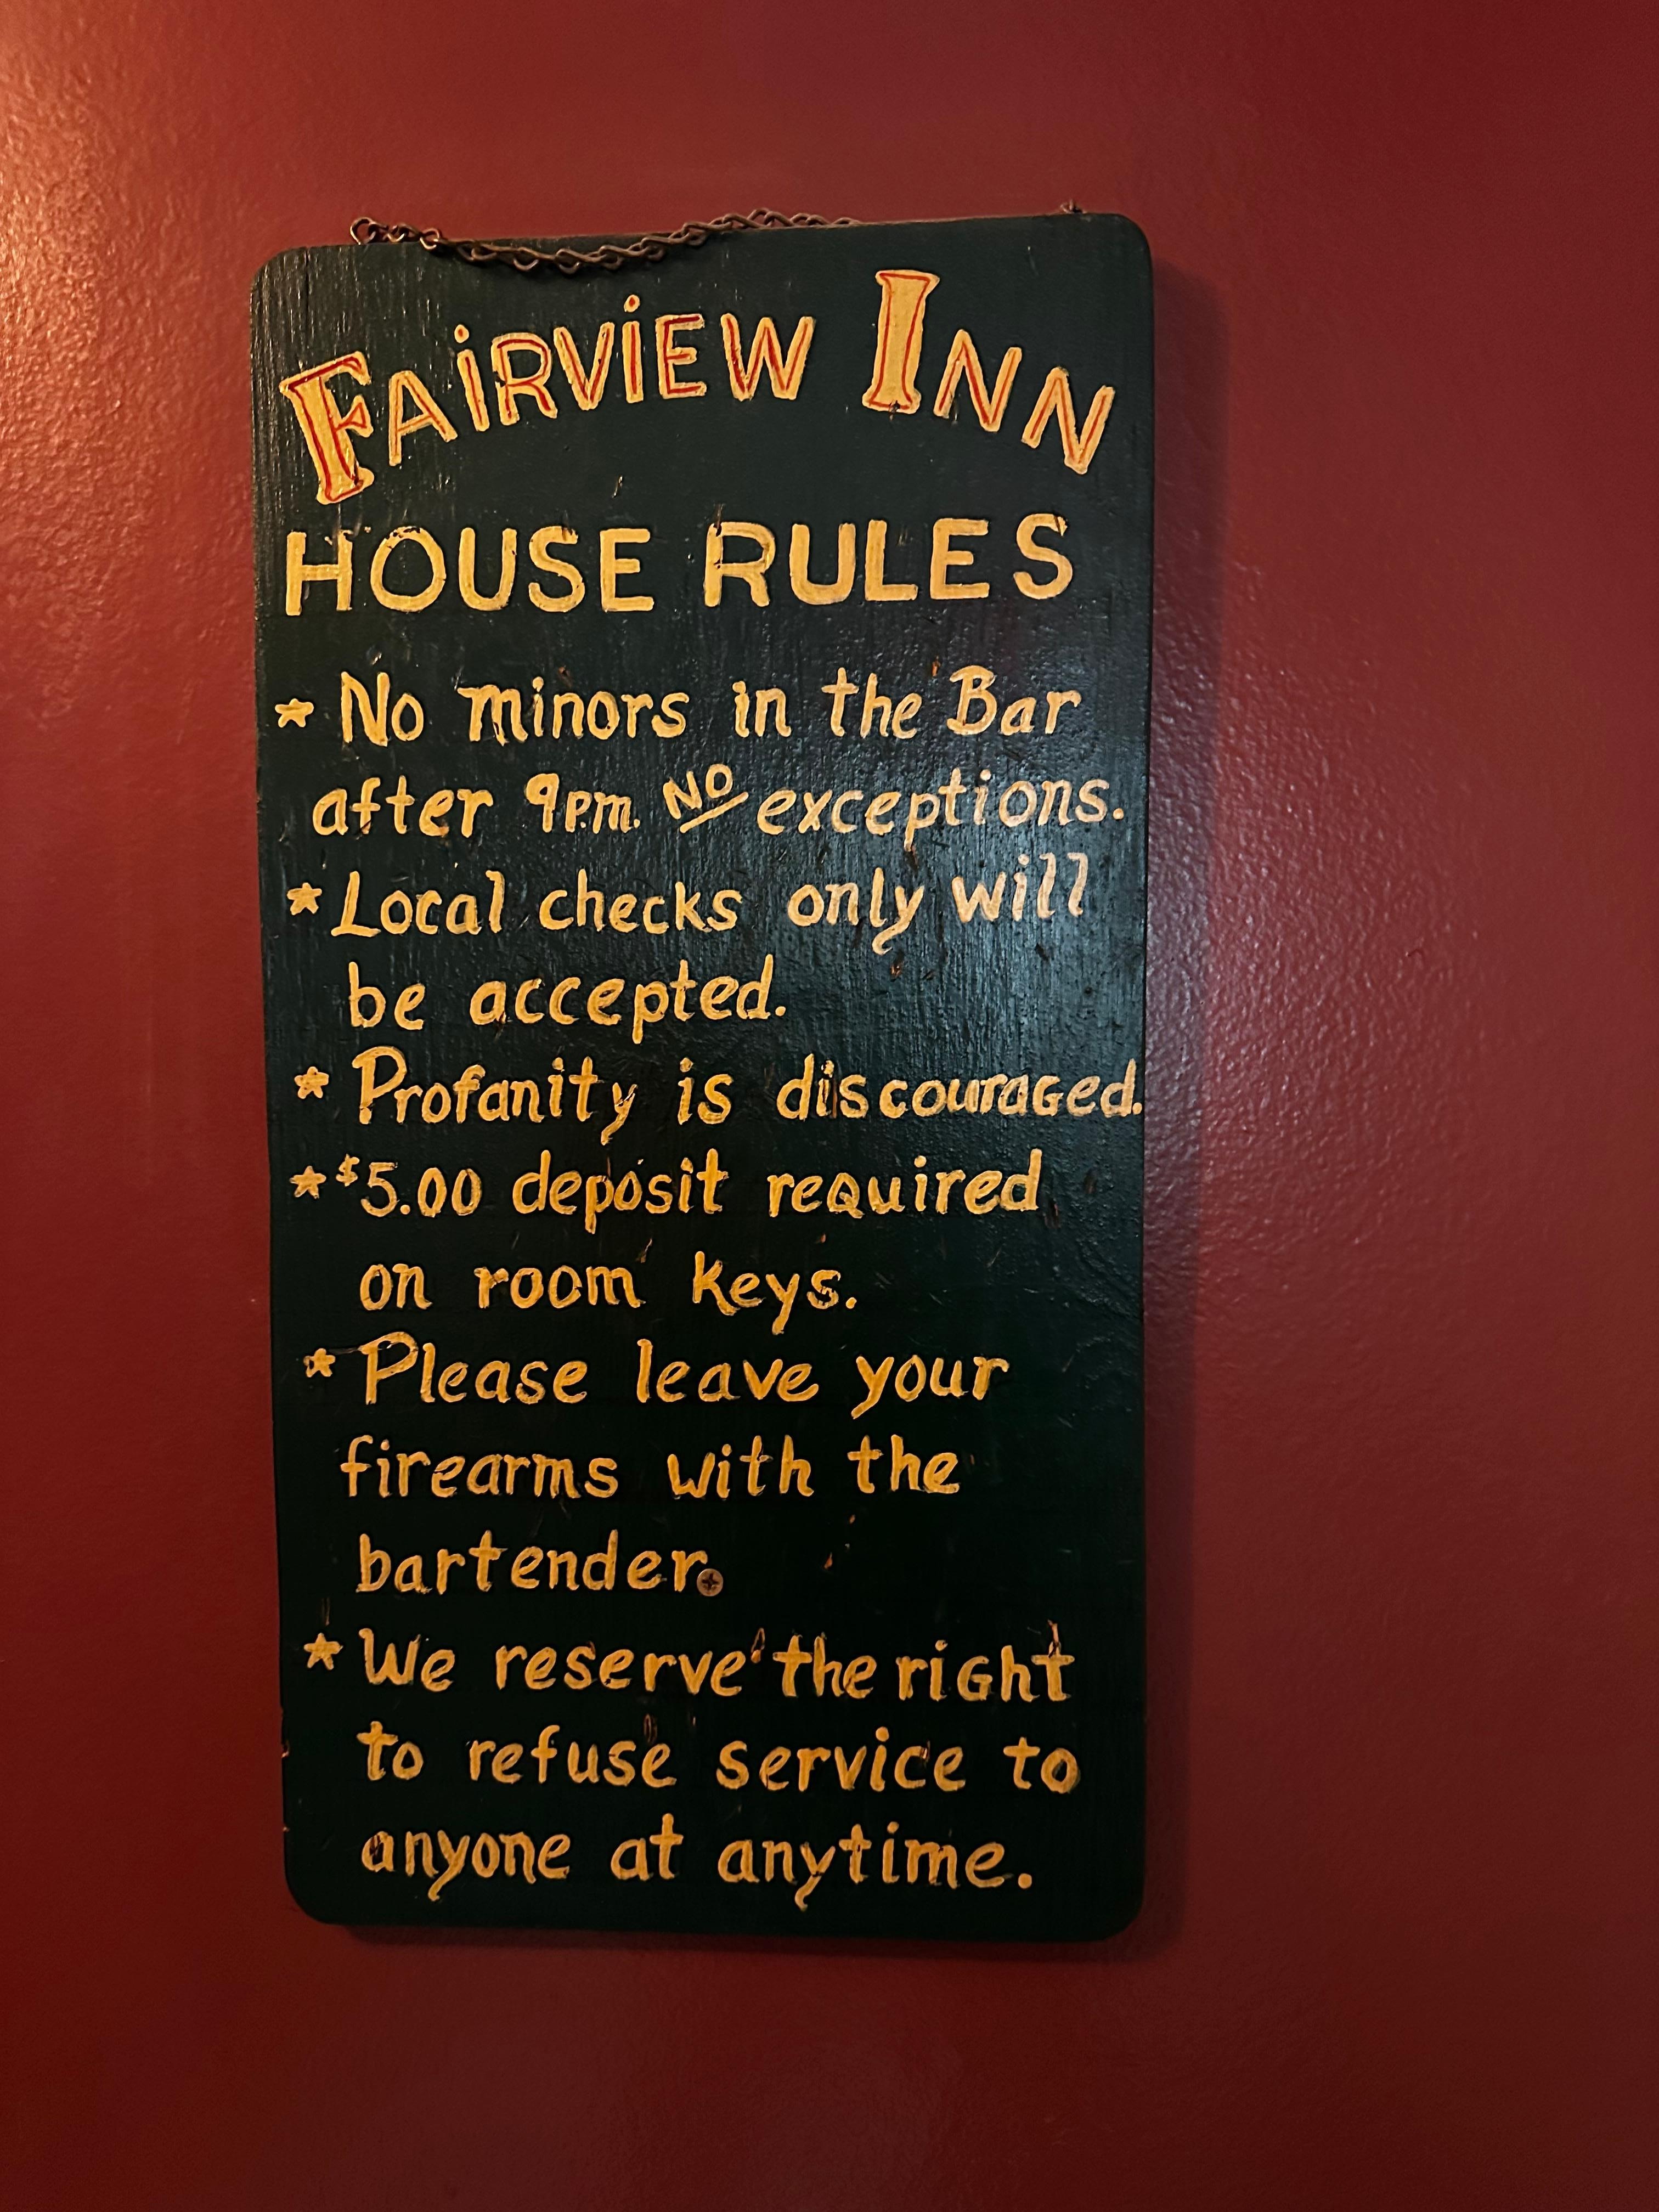 FAiRViEW INN
HOUSE RULES
* No minors in the Bar
after 9P.m. NO exceptions.
* Local checks only will
be accepted.
* Profanity is discouraged.
* $5.00 deposit required
on room keys.
* Please leave your
firearms with the
bartender.
* We reserve the right
to refuse service to
anyone at anytime.